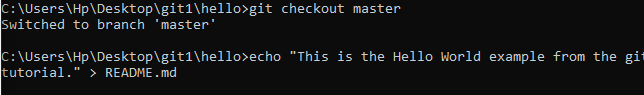 C:\Users\Hp\Desktop\git1\hello>git checkout master
Switched to branch 'master'
C:\Users\Hp\Desktop\git1\hello>echo "This is the Hello World example from the git
tutorial." > README.md